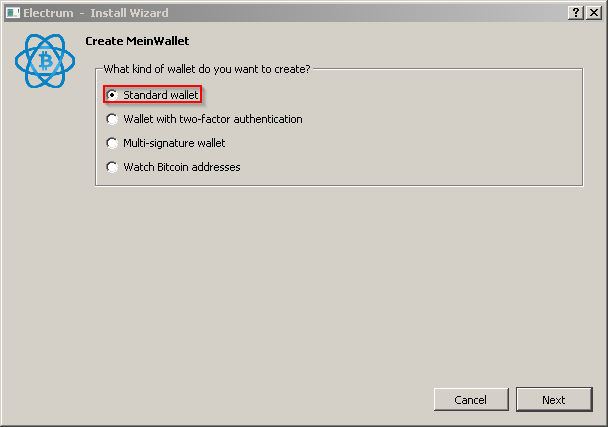 Electrum - Install Wizard
Create MeinWallet
What kind of wallet do you want to create?
Standard wallet
Wallet with two-factor authentication
Multi-signature wallet
Watch Bitcoin addresses
Cancel
Next